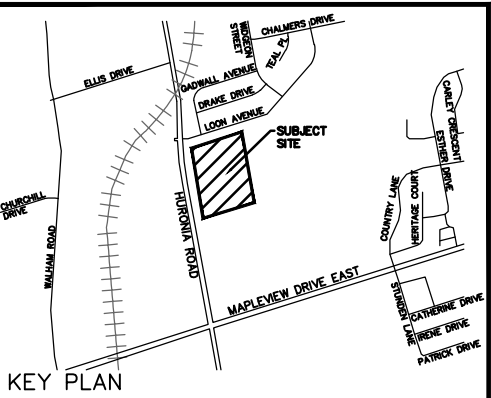 CHALMERS DRIVE
WIDGEON
STREET
TEAL PL
ELLIS DRIVE
GADWALL AVENUE
DRAKE DRIVE
LOON AVENUE
SUBJECT
SITE
CARLEY CRESCENT
ESTHER DRIVE
CHURCHILL
DRIVE
WALHAM ROAD
HURONIA ROAD
COUNTRY LANE
HERITAGE COURT
MAPLEVIEW DRIVE EAST
STUNDEN LANE
CATHERINE DRIVE
IRENE DRIVE
PATRICK DRIVE
KEY PLAN